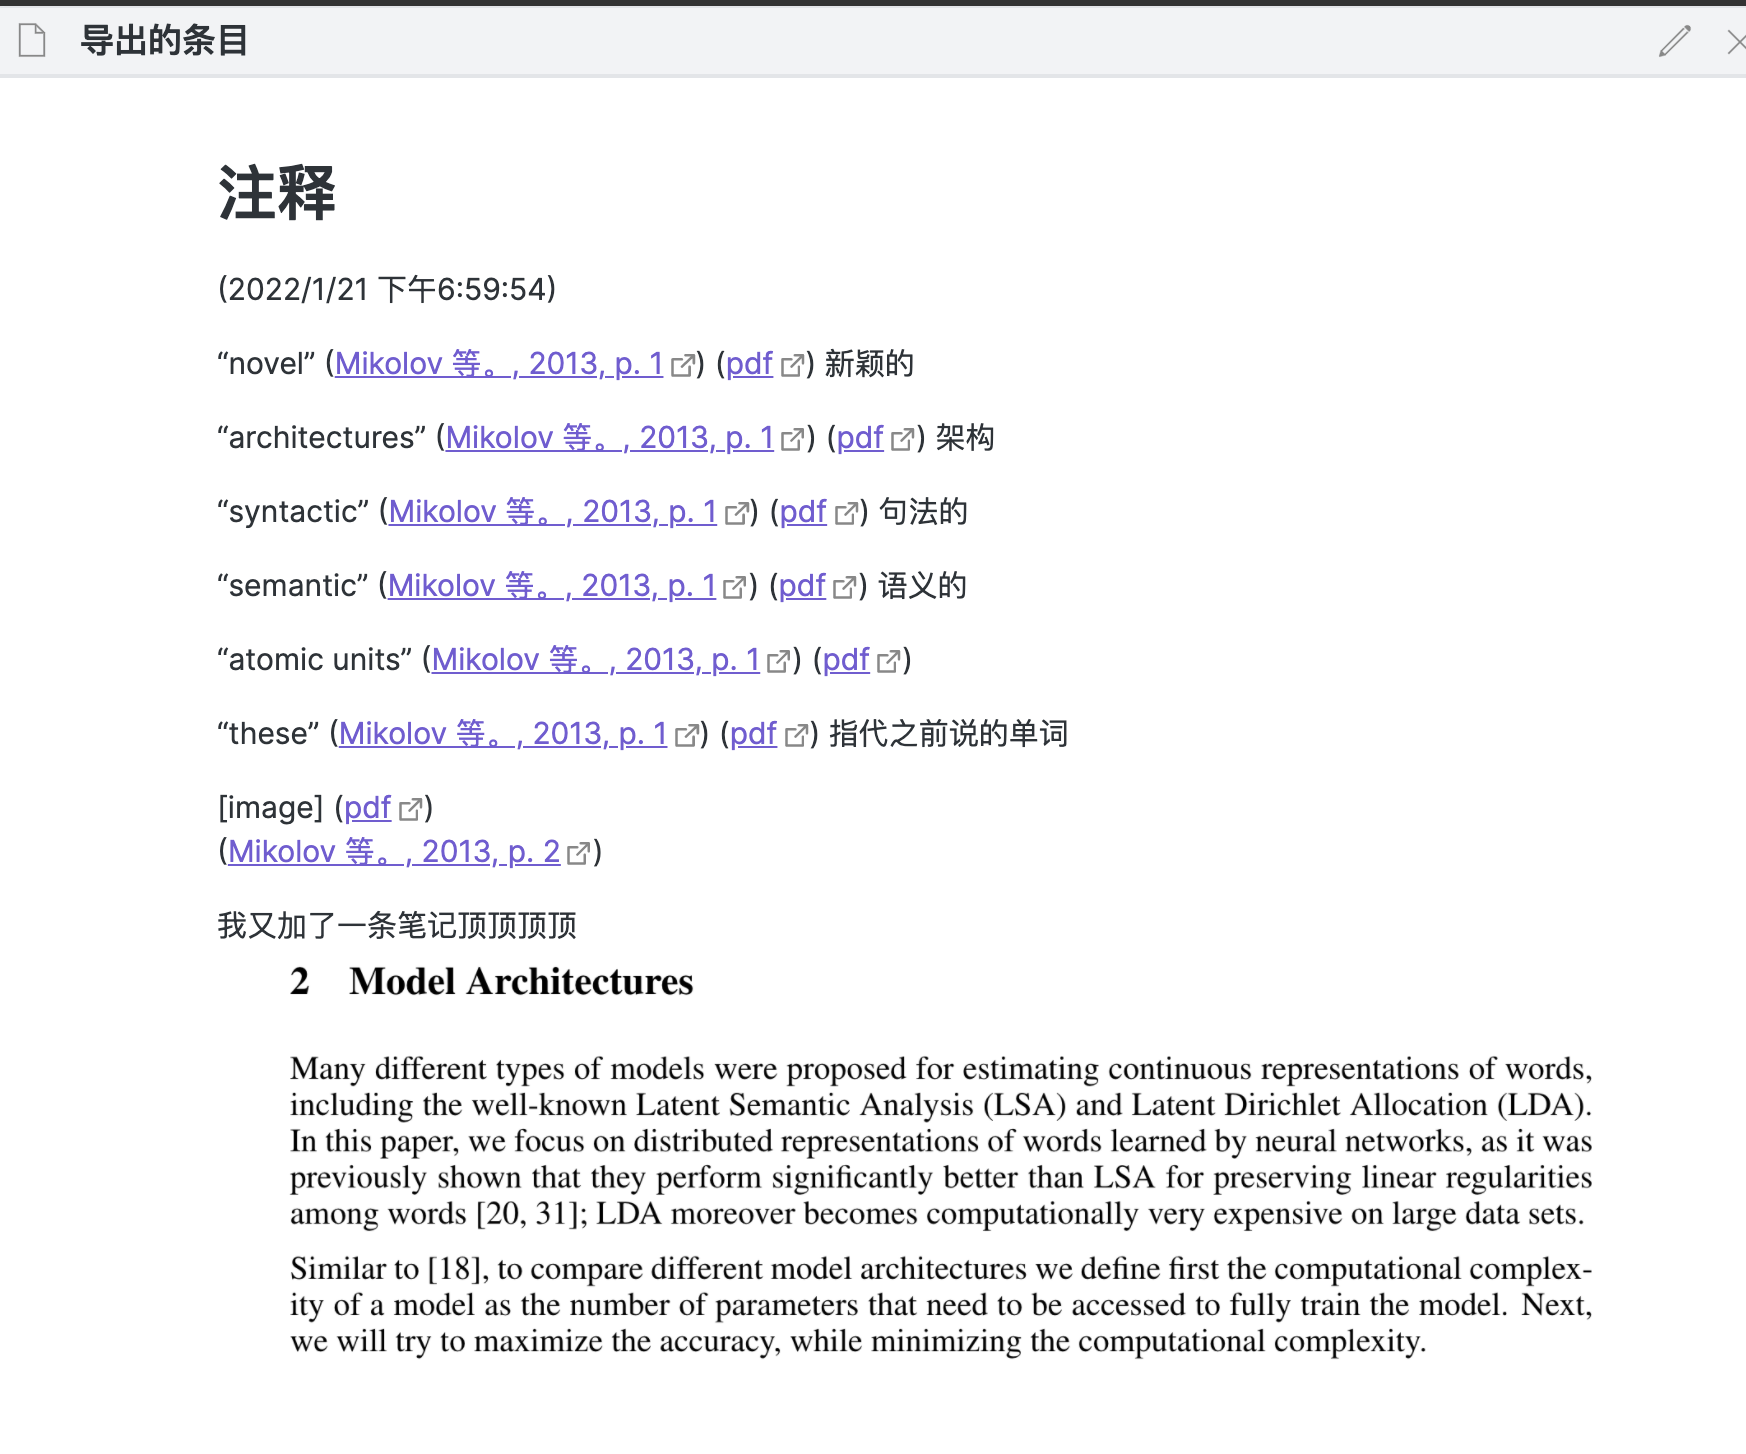 导出的条目
注释
(2022/1/21 下午6:59:54)
“novel” (Mikolov 等。, 2013, p. 1) (pdf) 新颖的
“architectures” (Mikolov 等。, 2013, p. 1) (pdf) 架构
“syntactic” (Mikolov 等。, 2013, p. 1) (pdf) 句法的
“semantic” (Mikolov 等。, 2013, p. 1) (pdf) 语义的
“atomic units” (Mikolov 等。, 2013, p. 1) (pdf)
“these” (Mikolov 等。, 2013, p. 1) (pdf) 指代之前说的单词
[image] (pdf)
(Mikolov 等。, 2013, p. 2)
我又加了一条笔记顶顶顶顶
2 Model Architectures
Many different types of models were proposed for estimating continuous representations of words,
including the well-known Latent Semantic Analysis (LSA) and Latent Dirichlet Allocation (LDA).
In this paper, we focus on distributed representations of words learned by neural networks, as it was
previously shown that they perform significantly better than LSA for preserving linear regularities
among words [20, 31]; LDA moreover becomes computationally very expensive on large data sets.
Similar to [18], to compare different model architectures we define first the computational complex-
ity of a model as the number of parameters that need to be accessed to fully train the model. Next,
we will try to maximize the accuracy, while minimizing the computational complexity.